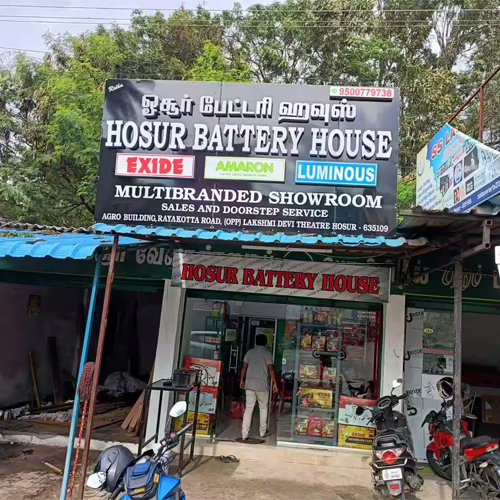 9500779738
ஓசூர் பேட்டரி ஹவுஸ்
HOSUR BATTERY HOUSE
EXIDE AMARON LUMINOUS
MULTIBRANDED SHOWROOM
SALES AND DOORSTEP SERVICE
AGRO BUILDING, RAYAKOTTA ROAD, (OPP) LAKSHMI DEVI THEATRE HOSUR - 635109
HOSUR BATTERY HOUSE